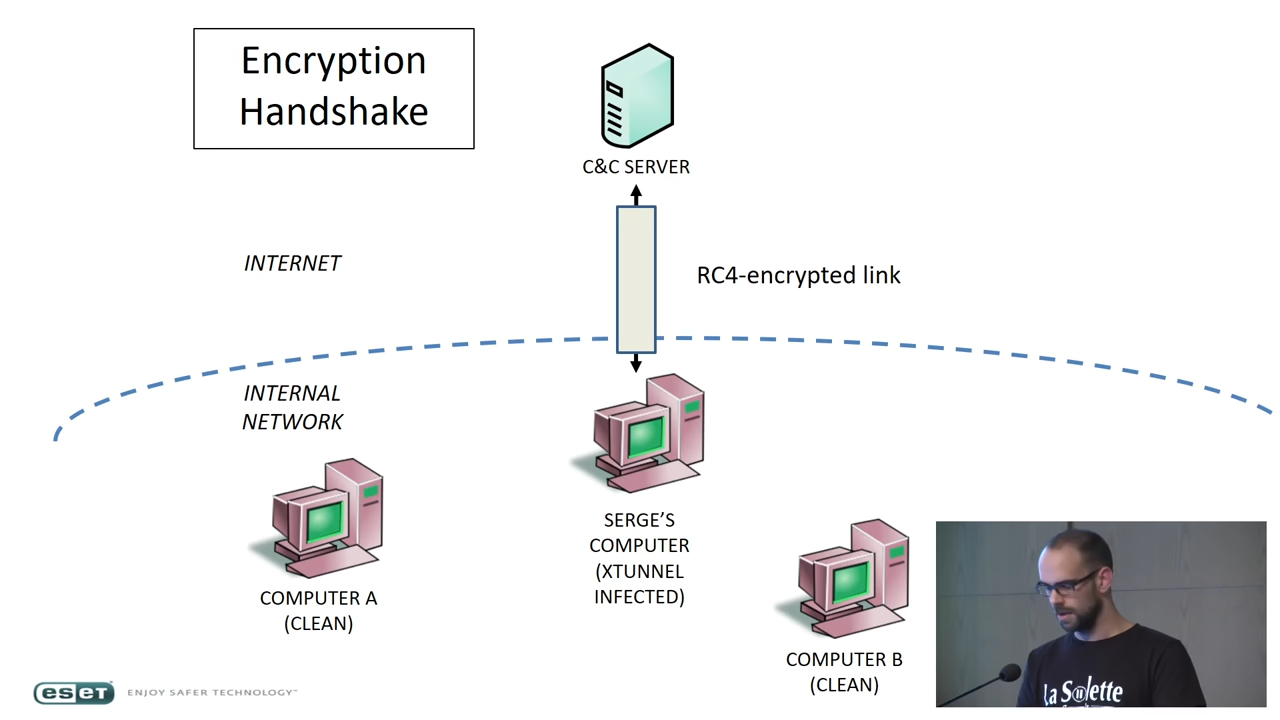 Encryption
Handshake
C&C SERVER
INTERNET
RC4-encrypted link
INTERNAL
NETWORK
SERGE'S
COMPUTER
(XTUNNEL
INFECTED)
COMPUTER A
(CLEAN)
COMPUTER B
(CLEAN)
eset ENJOY SAFER TECHNOLOGY™
La Salette